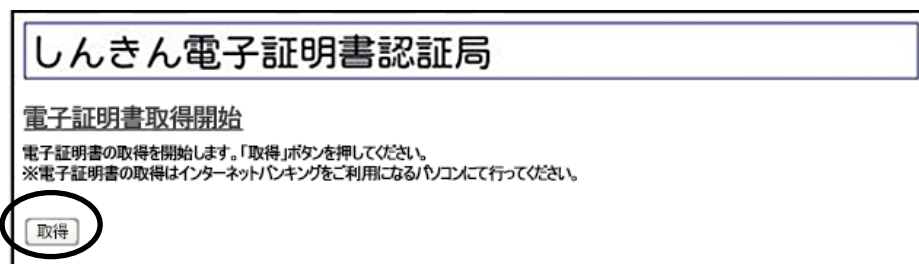 しんきん電子証明書認証局
電子証明書取得開始
電子証明書の取得を開始します。「取得」ボタンを押してください。
※電子証明書の取得はインターネットバンキングをご利用になるパソコンにて行ってください。
取得